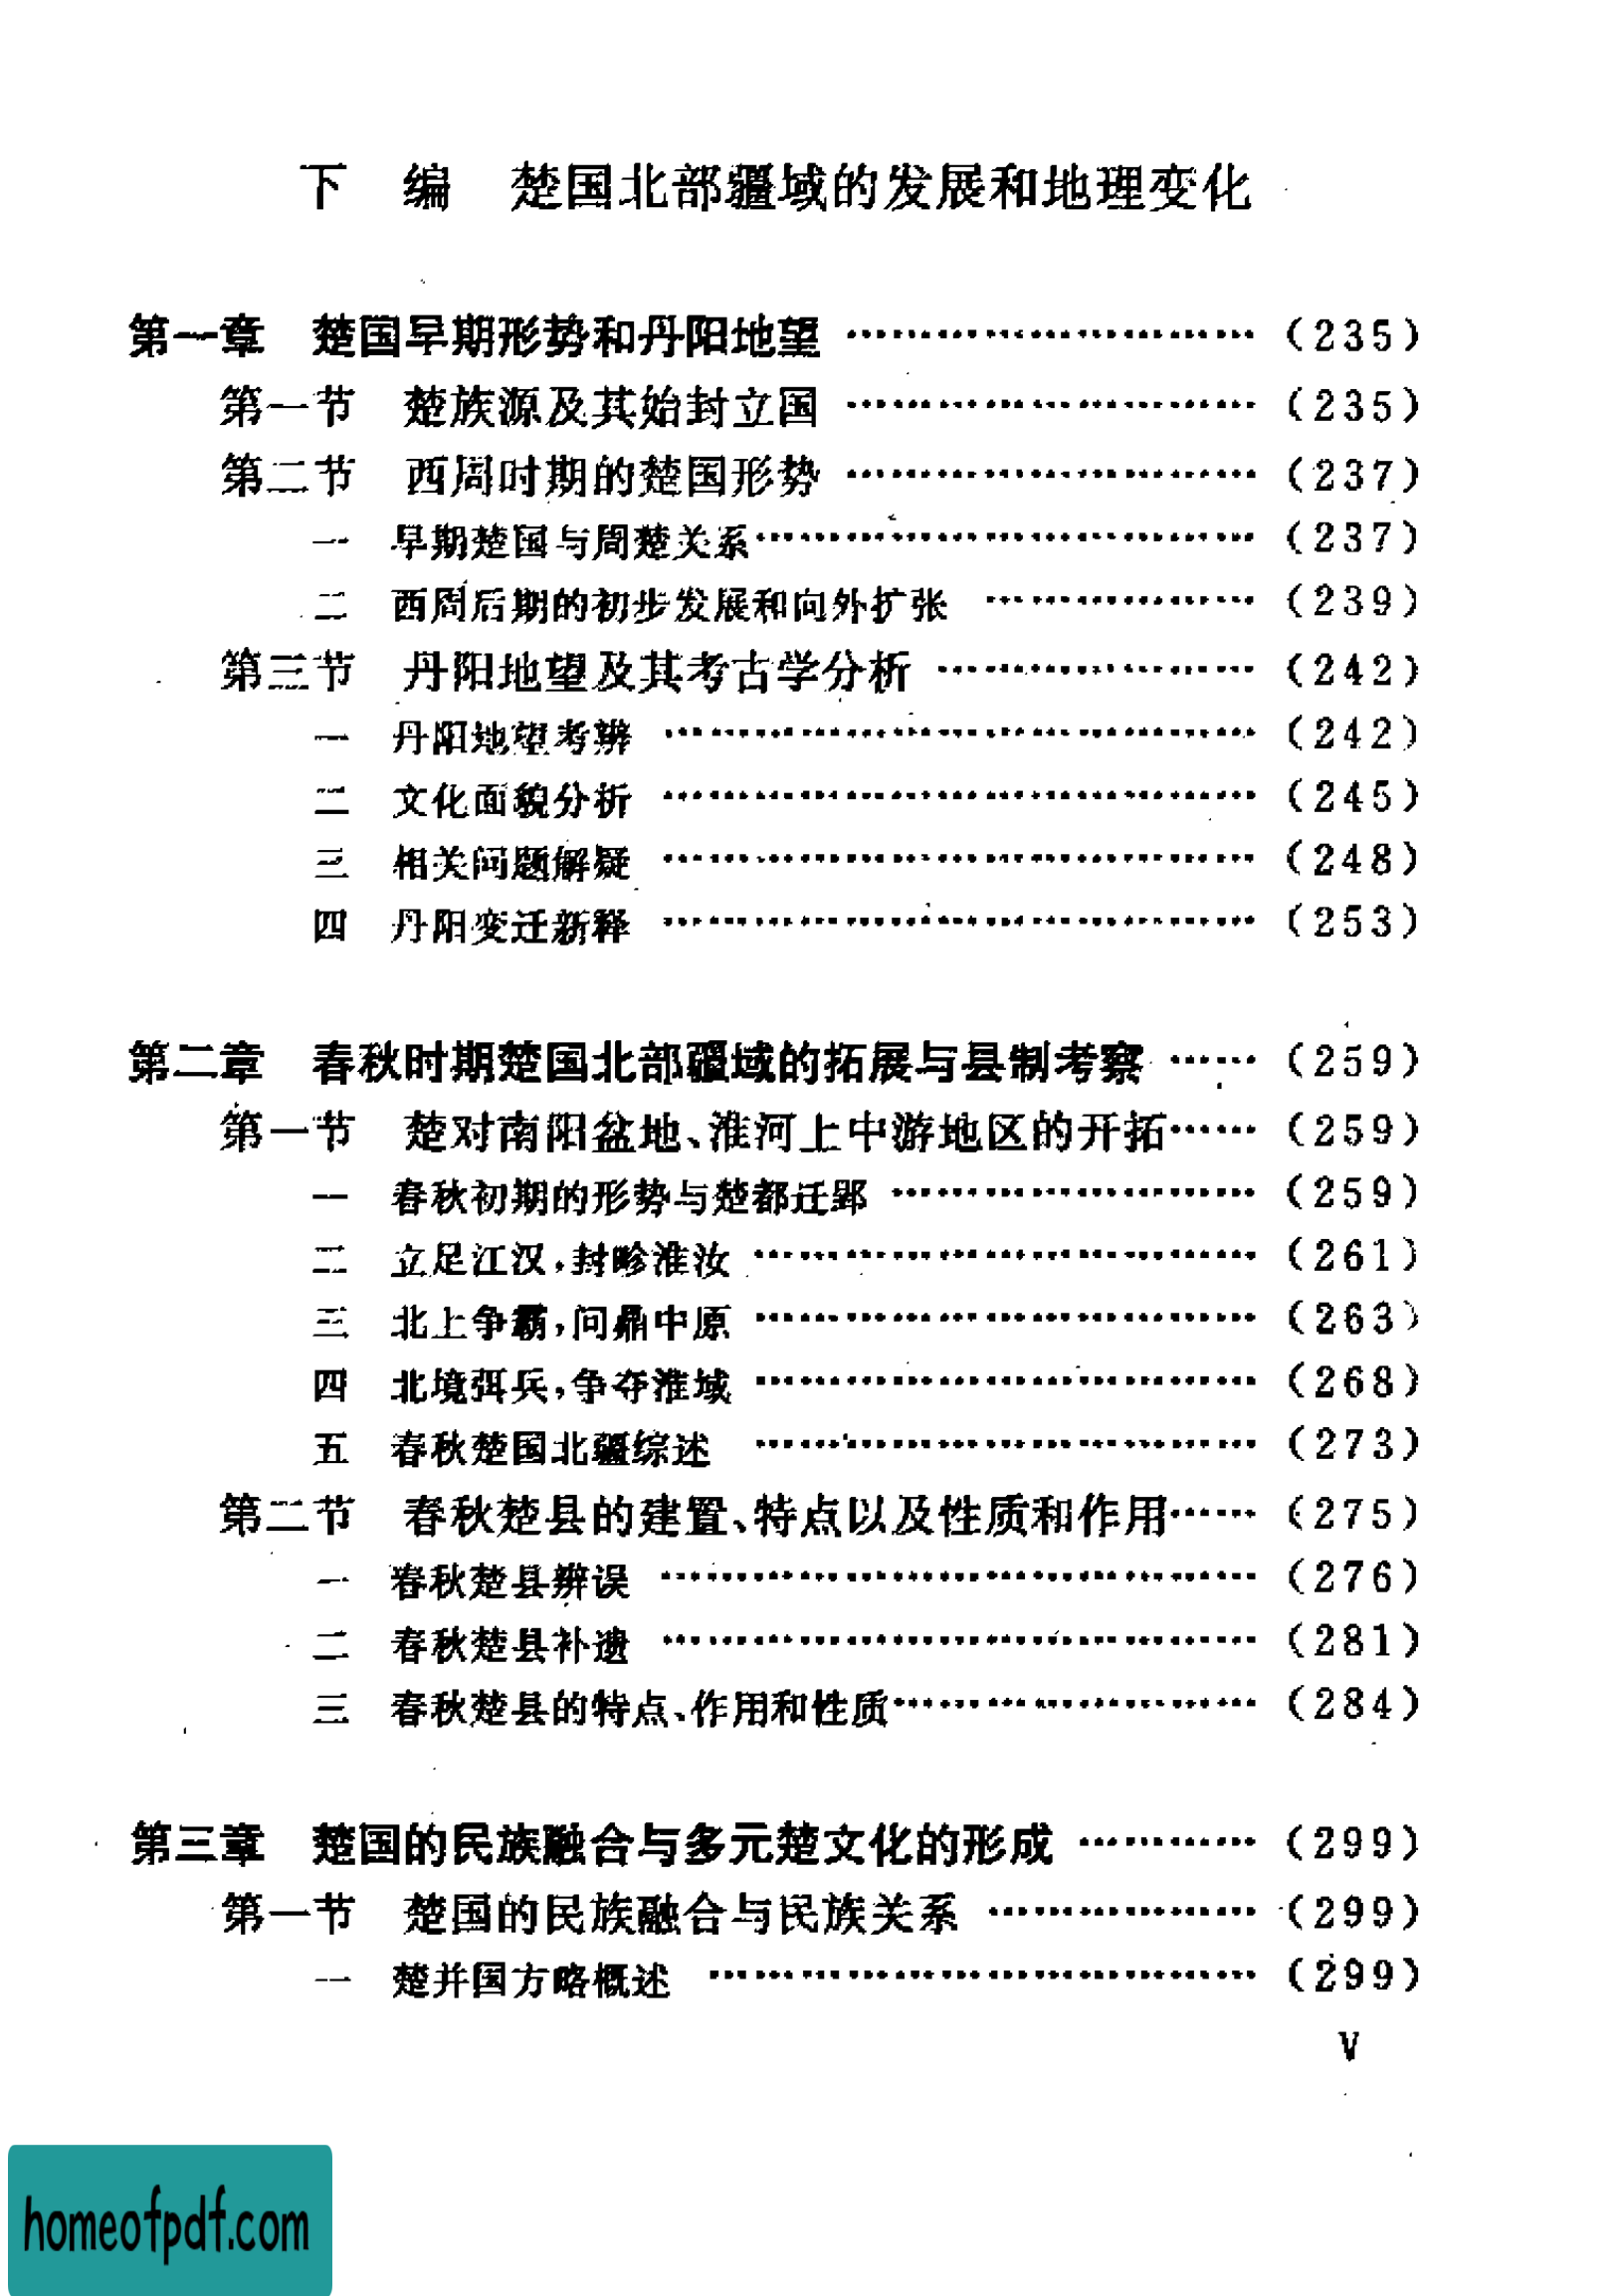 下　编　楚国北部疆域的发展和地理变化
第一章　楚国早期形势和丹阳地望 ………………………… (235)
第一节　楚族源及其始封立国 ………………………… (235)
第二节　西周时期的楚国形势 ………………………… (237)
一　早期楚国与周楚关系 ………………………… (237)
二　西周后期的初步发展和向外扩张 ………………… (239)
第三节　丹阳地望及其考古学分析 ………………… (242)
一　丹阳地望考辨 ………………………… (242)
二　文化面貌分析 ………………………… (245)
三　相关问题解疑 ………………………… (248)
四　丹阳变迁新释 ………………………… (253)
第二章　春秋时期楚国北部疆域的拓展与县制考察 …… (259)
第一节　楚对南阳盆地、淮河上中游地区的开拓 …… (259)
一　春秋初期的形势与楚都迁郢 ………………… (259)
二　立足江汉,封畛淮汝 ………………………… (261)
三　北上争霸,问鼎中原 ………………………… (263)
四　北境弭兵,争夺淮域 ………………………… (268)
五　春秋楚国北疆综述 ………………………… (273)
第二节　春秋楚县的建置、特点以及性质和作用 …… (275)
一　春秋楚县辨误 ………………………… (276)
二　春秋楚县补遗 ………………………… (281)
三　春秋楚县的特点、作用和性质 ………………… (284)
第三章　楚国的民族融合与多元楚文化的形成 ………… (299)
第一节　楚国的民族融合与民族关系 ……………… (299)
一　楚并国方略概述 ………………………… (299)
V
homeofpdf.com